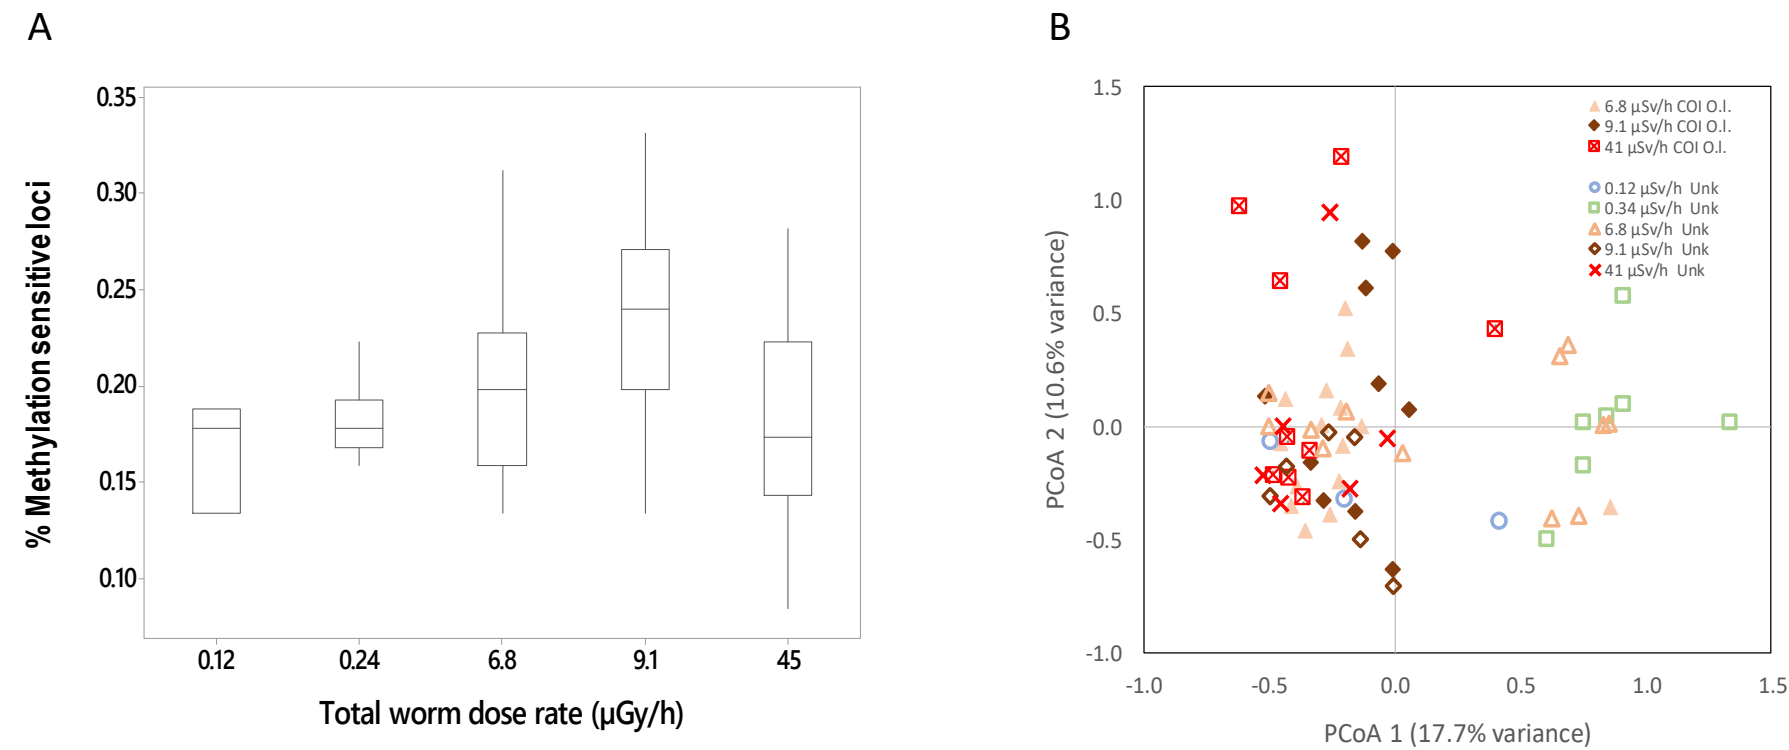 A
B
% Methylation sensitive loci
0.35
0.30
0.25
0.20
0.15
0.10
0.12
0.24
6.8
9.1
45
Total worm dose rate (µGy/h)
PCoA 2 (10.6% variance)
1.5
1.0
0.5
0.0
-0.5
-1.0
6.8 µSv/h COI O.l.
9.1 µSv/h COI O.l.
41 µSv/h COI O.l.
0.12 µSv/h Unk
0.34 µSv/h Unk
6.8 µSv/h Unk
9.1 µSv/h Unk
41 µSv/h Unk
-1.0
-0.5
0.0
0.5
1.0
1.5
PCoA 1 (17.7% variance)